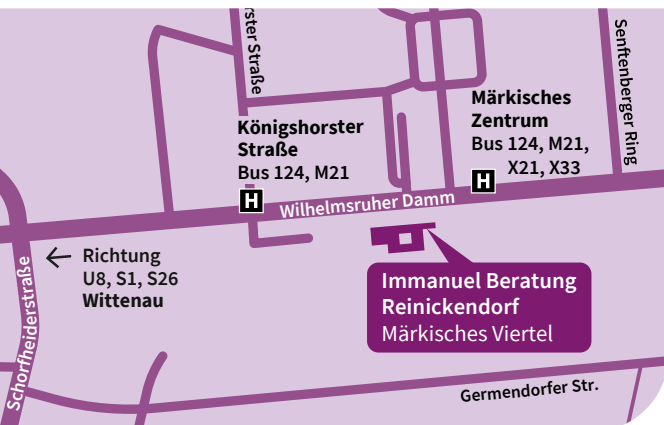 rster Straße
Senftenberger Ring
Märkisches
Zentrum
Bus 124, M21,
X21, X33
H
Königshorster
Straße
Bus 124, M21
H
Wilhelmsruher Damm
Richtung
U8, S1, S26
Wittenau
Schorfheiderstraße
Immanuel Beratung
Reinickendorf
Märkisches Viertel
Germendorfer Str.